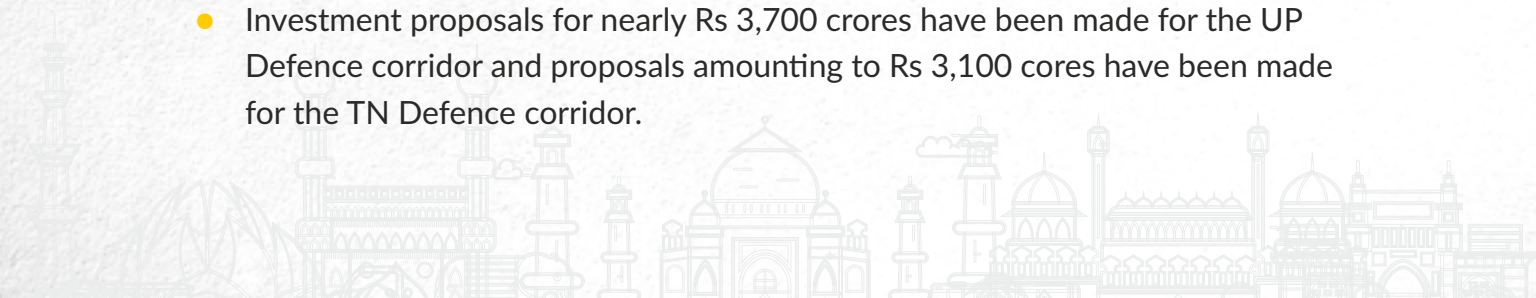 Investment proposals for nearly Rs 3,700 crores have been made for the UP
Defence corridor and proposals amounting to Rs 3,100 cores have been made
for the TN Defence corridor.